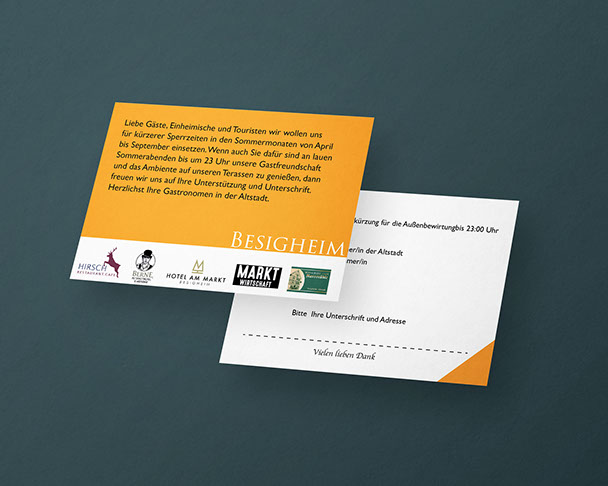 Liebe Gäste, Einheimische und Touristen wir wollen uns
für kürzerer Sperrzeiten in den Sommermonaten von April
bis September einsetzen. Wenn auch Sie dafür sind an lauen
Sommerabenden bis um 23 Uhr unsere Gastfreundschaft
und das Ambiente auf unseren Terassen zu genießen, dann
freuen wir uns auf Ihre Unterstützung und Unterschrift.
Herzlichst Ihre Gastronomen in der Altstadt.
BESIGHEIM
HIRSCH
RESTAURANT CAFE
BERNE
M
HOTEL AM MARKT
BESIGHEIM
MARKT
WIRTSCHAFT
kürzung für die Außenbewirtungbis 23:00 Uhr
er/in der Altstadt
mer/in
Bitte Ihre Unterschrift und Adresse
Vielen lieben Dank